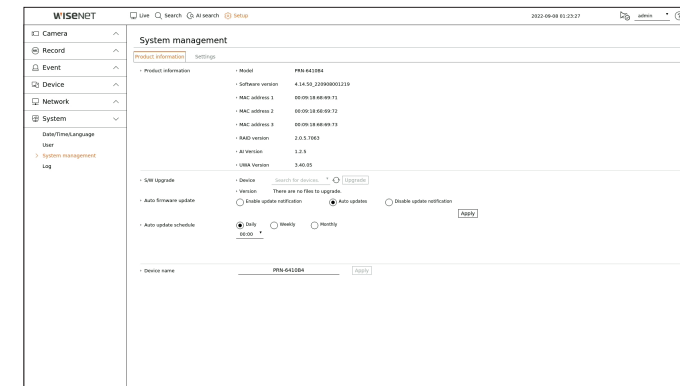 WISENET
Live Search AI search Setup 2022-09-08 01:23:27 admin
Camera
Record
Event
Device
Network
System
Date/Time/Language
User
System management
Log
System management
Product information Settings
Product information Model PRN-6410B4
Software version 4.14.50_220908001219
MAC address 1 00:09:18:68:69:71
MAC address 2 00:09:18:68:69:72
MAC address 3 00:09:18:68:69:73
RAID version 2.0.5.7063
AI Version 1.2.5
UWA Version 3.40.05
S/W Upgrade Device Search for devices. Upgrade
Version There are no files to upgrade.
Auto firmware update Enable update notification Auto updates Disable update notification
Apply
Auto update schedule Daily Weekly Monthly
00:00
Device name PRN-6410B4 Apply